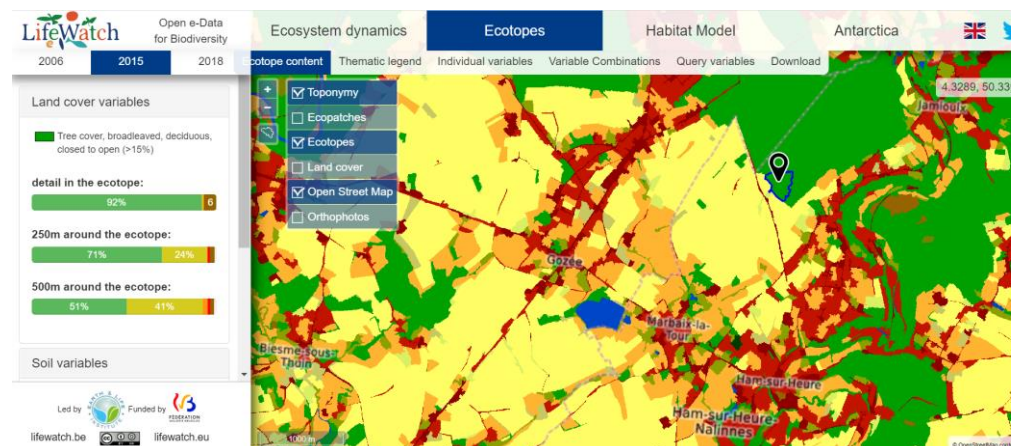 LifeWatch
Open e-Data
for Biodiversity
Ecosystem dynamics
Ecotopes
Habitat Model
Antarctica
2006
2015
2018
Ecotope content
Thematic legend
Individual variables
Variable Combinations
Query variables
Download
Land cover variables
Tree cover, broadleaved, deciduous,
closed to open (>15%)
detail in the ecotope:
92%
6
250m around the ecotope:
71%
24%
500m around the ecotope:
51%
41%
Soil variables
Led by
EARTH & LIFE
INSTITUTE
Funded by
FÉDÉRATION
lifewatch.be
lifewatch.eu
+
−
Toponymy
Ecopatches
Ecotopes
Land cover
Open Street Map
Orthophotos
4.3289, 50.33
Jamioulx
Gozée
Marbaix-la-
Tour
Biesme-sous-
Thuin
Ham-sur-Heure
Ham-sur-Heure-
Nalinnes
1000 m